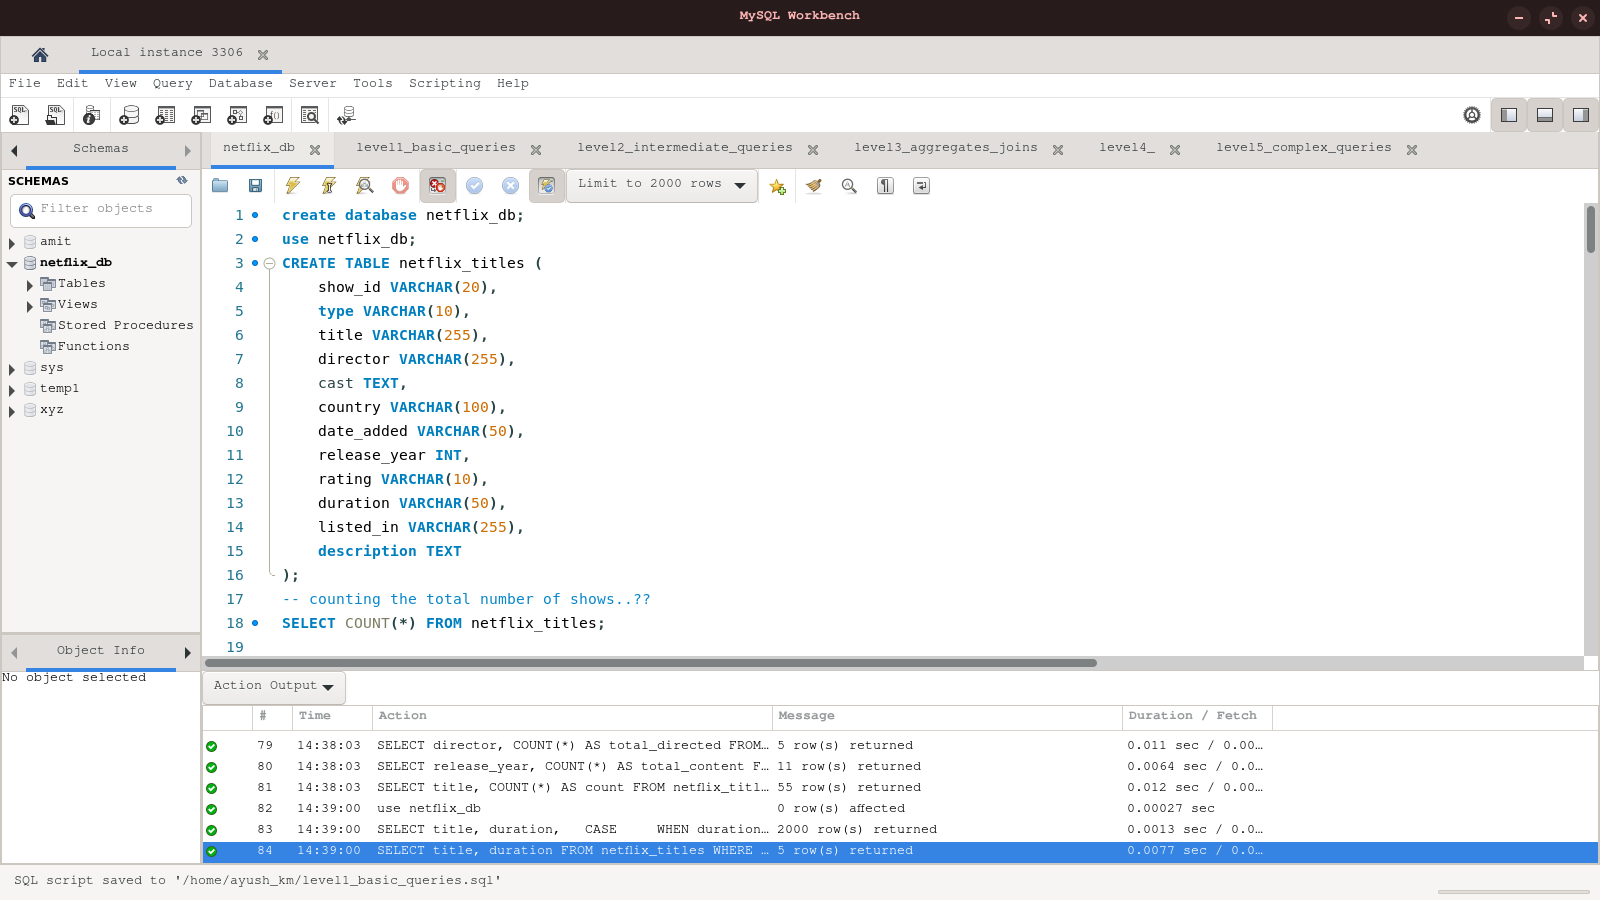 MySQL Workbench
Local instance 3306
File Edit View Query Database Server Tools Scripting Help
Schemas
netflix_db level1_basic_queries level2_intermediate_queries level3_aggregates_joins level4_ level5_complex_queries
SCHEMAS
Limit to 2000 rows
Filter objects
amit
netflix_db
Tables
Views
Stored Procedures
Functions
sys
temp1
xyz
1 create database netflix_db;
2 use netflix_db;
3 CREATE TABLE netflix_titles (
4 show_id VARCHAR(20),
5 type VARCHAR(10),
6 title VARCHAR(255),
7 director VARCHAR(255),
8 cast TEXT,
9 country VARCHAR(100),
10 date_added VARCHAR(50),
11 release_year INT,
12 rating VARCHAR(10),
13 duration VARCHAR(50),
14 listed_in VARCHAR(255),
15 description TEXT
16 );
17 -- counting the total number of shows..??
18 SELECT COUNT(*) FROM netflix_titles;
19
Object Info
No object selected
Action Output
# Time Action Message Duration / Fetch
79 14:38:03 SELECT director, COUNT(*) AS total_directed FROM... 5 row(s) returned 0.011 sec / 0.00...
80 14:38:03 SELECT release_year, COUNT(*) AS total_content F... 11 row(s) returned 0.0064 sec / 0.0...
81 14:38:03 SELECT title, COUNT(*) AS count FROM netflix_titl... 55 row(s) returned 0.012 sec / 0.00...
82 14:39:00 use netflix_db 0 row(s) affected 0.00027 sec
83 14:39:00 SELECT title, duration, CASE WHEN duration... 2000 row(s) returned 0.0013 sec / 0.0...
84 14:39:00 SELECT title, duration FROM netflix_titles WHERE ... 5 row(s) returned 0.0077 sec / 0.0...
SQL script saved to '/home/ayush_km/level1_basic_queries.sql'